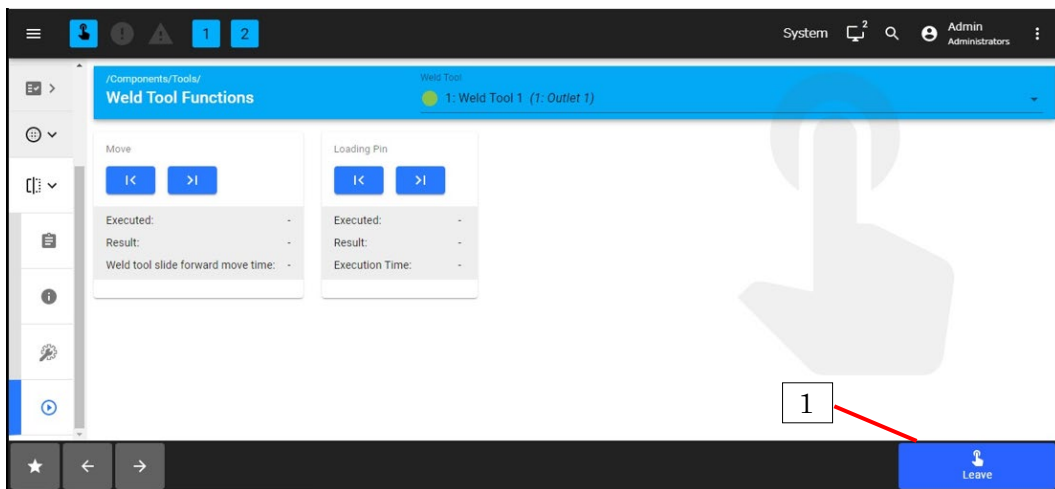 1
2
System
2
Admin
Administrators
/Components/Tools/
Weld Tool Functions
Weld Tool
1: Weld Tool 1 (1: Outlet 1)
Move
Executed: -
Result: -
Weld tool slide forward move time: -
Loading Pin
Executed: -
Result: -
Execution Time: -
1
Leave